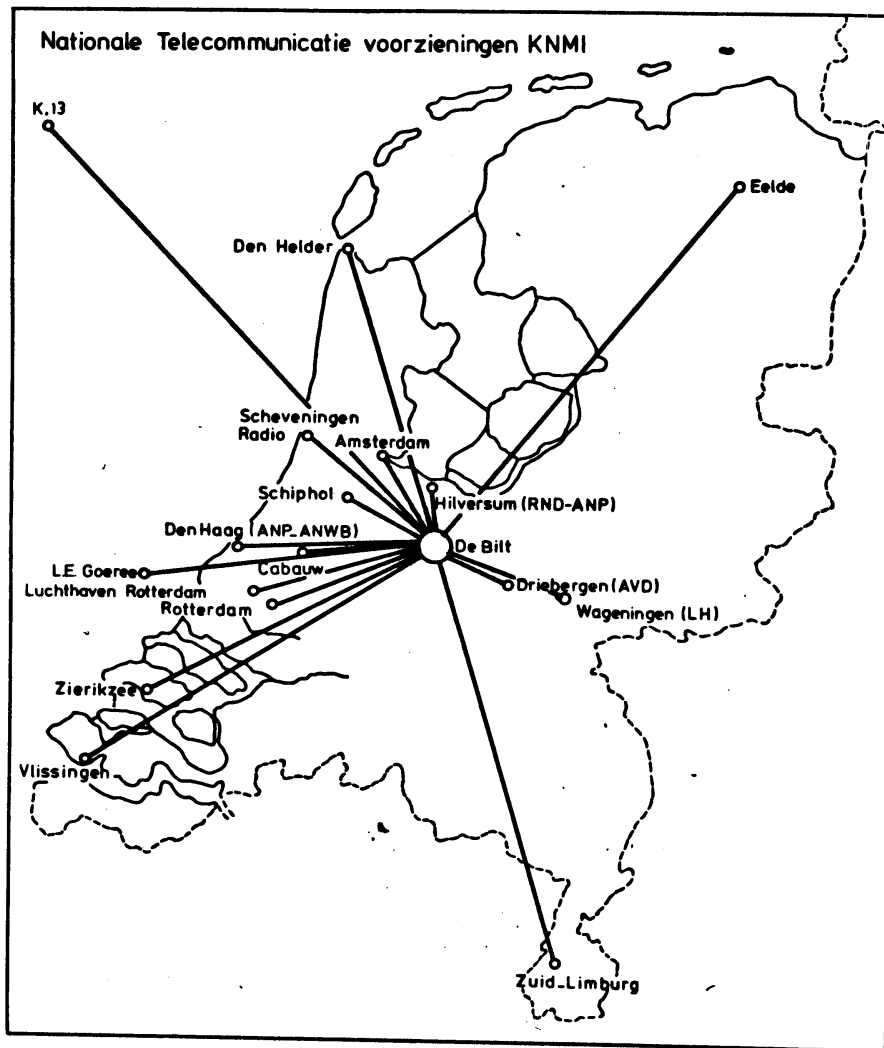 Nationale Telecommunicatie voorzieningen KNMI
K.13
Eelde
Den Helder
Scheveningen
Radio
Amsterdam
Schiphol
Hilversum (RND-ANP)
Den Haag (ANP-ANWB)
De Bilt
Cabauw
L.E. Goeree
Luchthaven Rotterdam
Driebergen (AVD)
Rotterdam
Wageningen (LH)
Zierikzee
Vlissingen
Zuid-Limburg